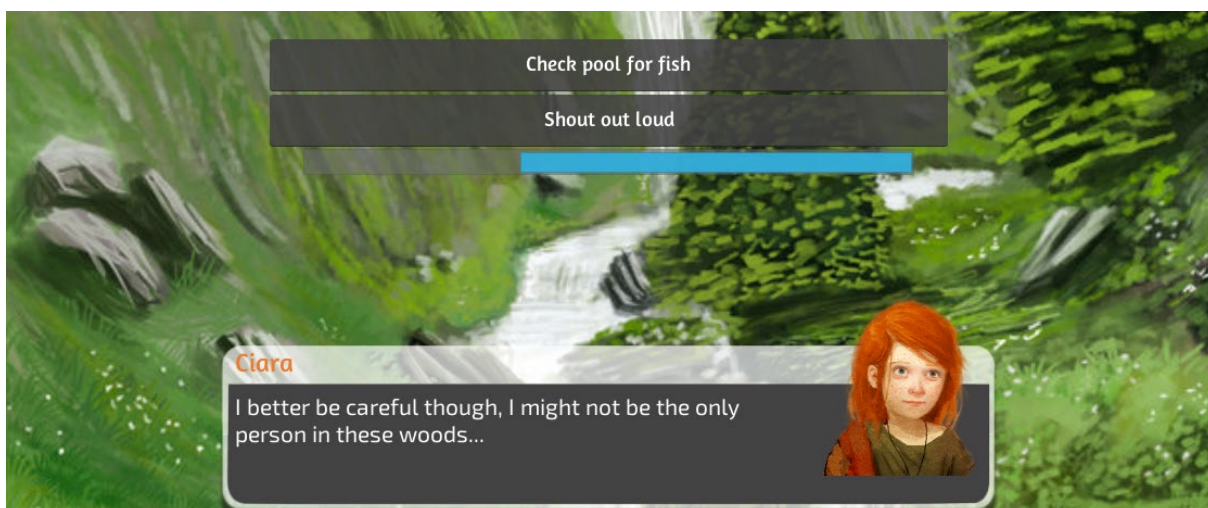 Check pool for fish
Shout out loud
Ciara
I better be careful though, I might not be the only
person in these woods...